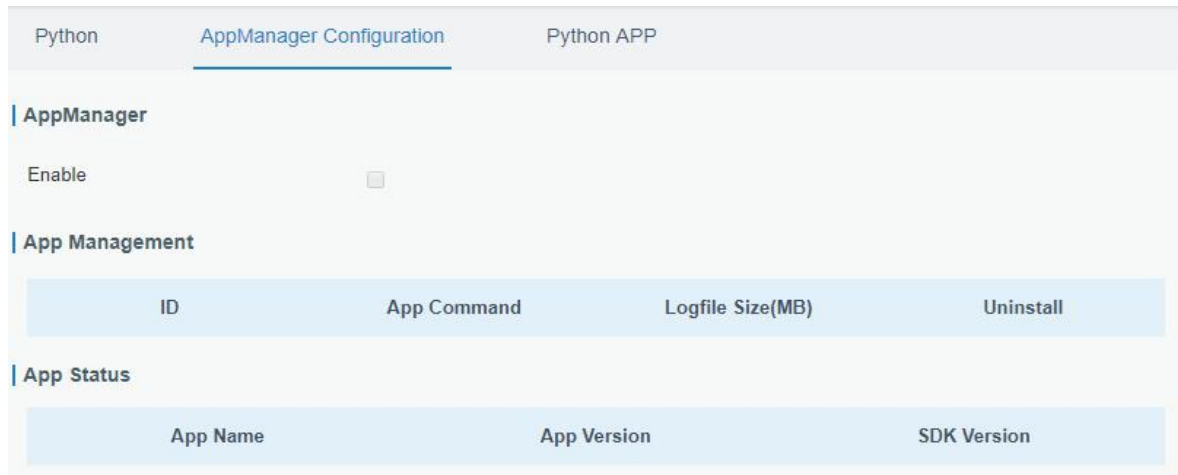 Python AppManager Configuration Python APP
AppManager
Enable
App Management
ID App Command Logfile Size(MB) Uninstall
App Status
App Name App Version SDK Version